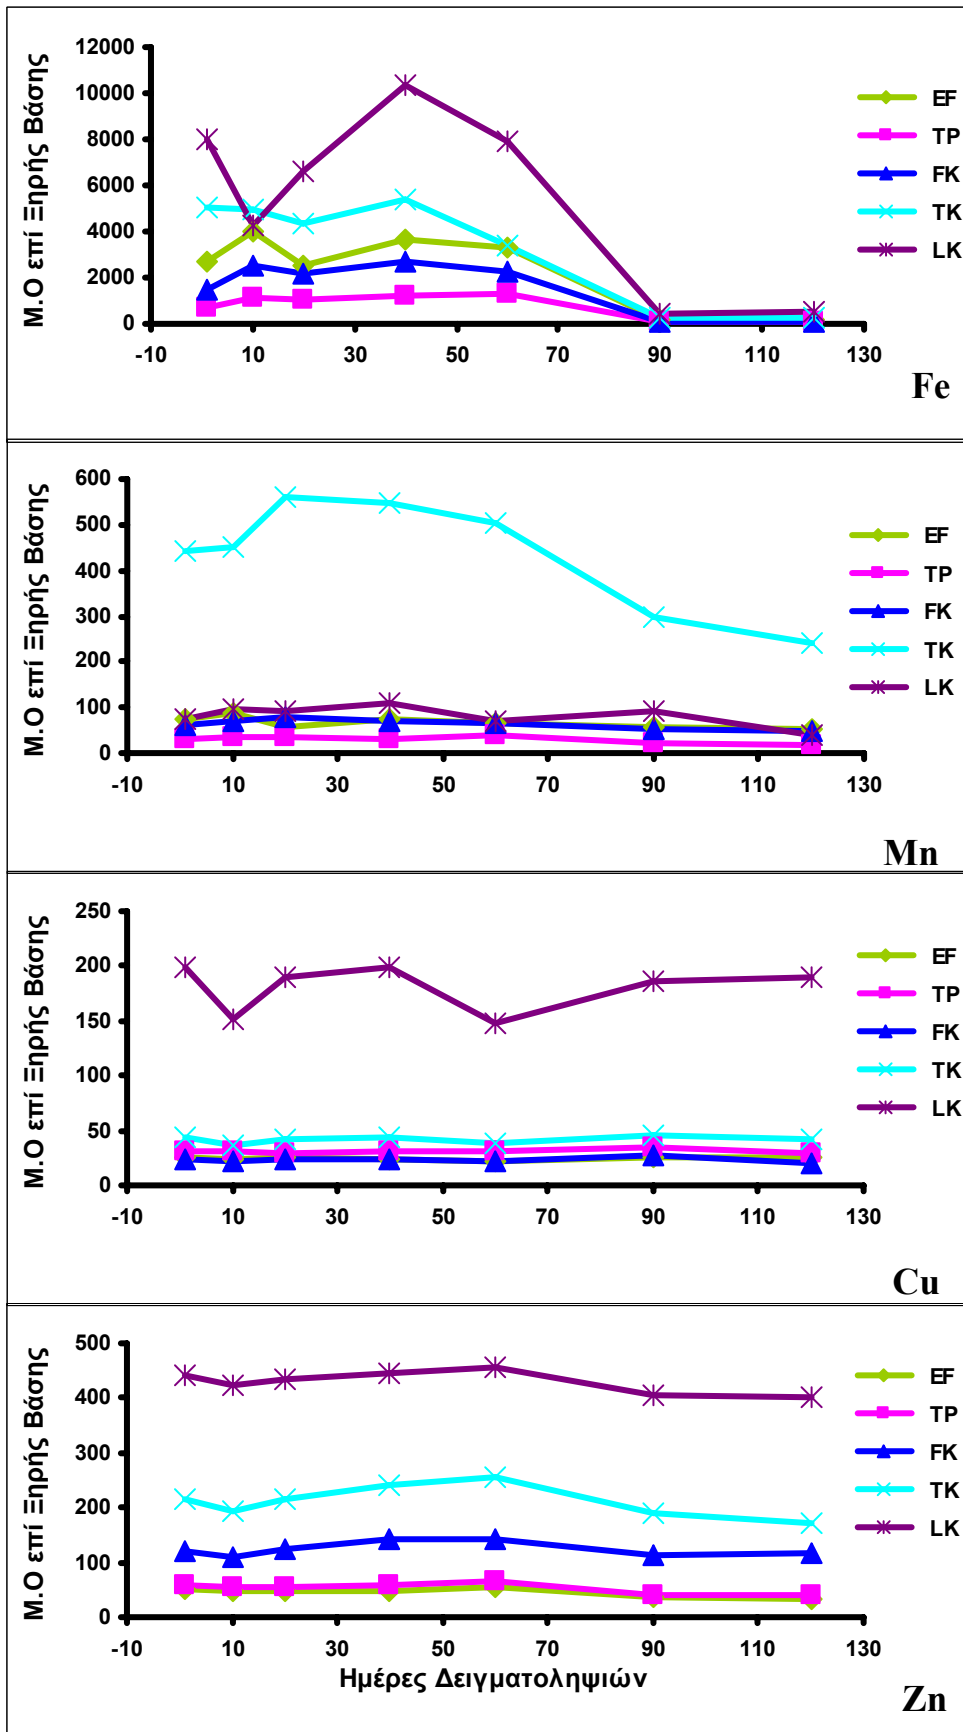 Μ.Ο επί Ξηρής Βάσης
12000
10000
8000
6000
4000
2000
0
-10 10 30 50 70 90 110 130
EF
TP
FK
TK
LK
Fe
Μ.Ο επί Ξηρής Βάσης
600
500
400
300
200
100
0
-10 10 30 50 70 90 110 130
EF
TP
FK
TK
LK
Mn
Μ.Ο επί Ξηρής Βάσης
250
200
150
100
50
0
-10 10 30 50 70 90 110 130
EF
TP
FK
TK
LK
Cu
Μ.Ο επί Ξηρής Βάσης
500
400
300
200
100
0
-10 10 30 50 70 90 110 130
Ημέρες Δειγματοληψιών
EF
TP
FK
TK
LK
Zn